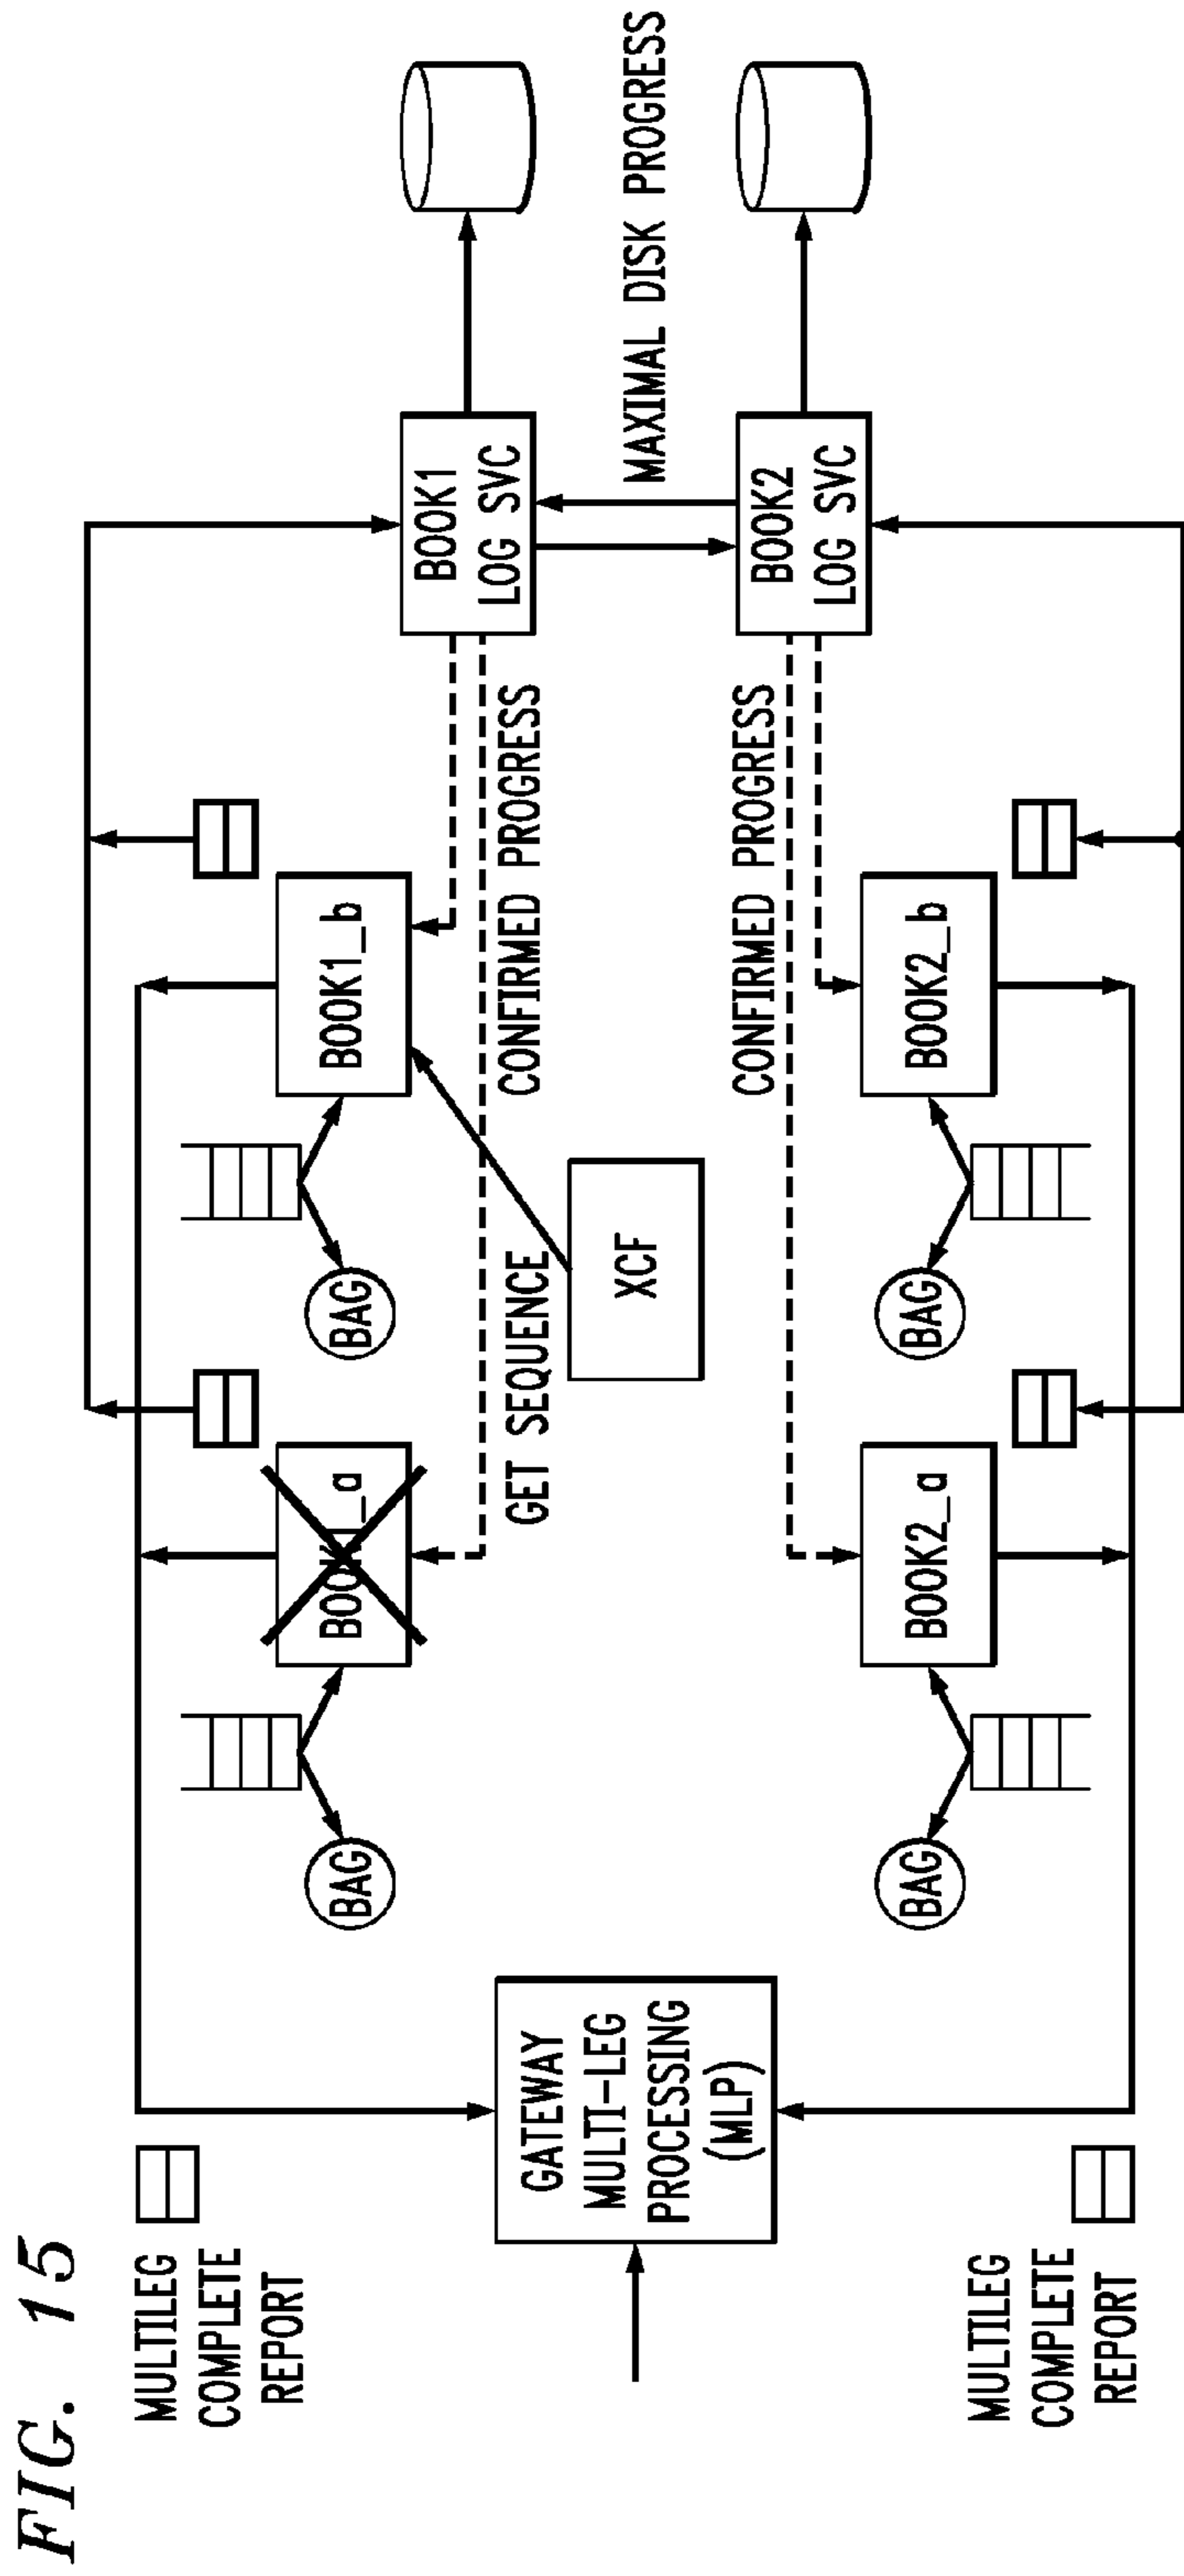 FIG. 15
MULTILEG
COMPLETE
REPORT
BAG
BOOK1_a
BAG
BOOK1_b
BOOK1
LOG SVC
CONFIRMED PROGRESS
GET SEQUENCE
XCF
GATEWAY
MULTI-LEG
PROCESSING
(MLP)
MAXIMAL DISK PROGRESS
CONFIRMED PROGRESS
BOOK2
LOG SVC
BAG
BOOK2_a
BAG
BOOK2_b
MULTILEG
COMPLETE
REPORT